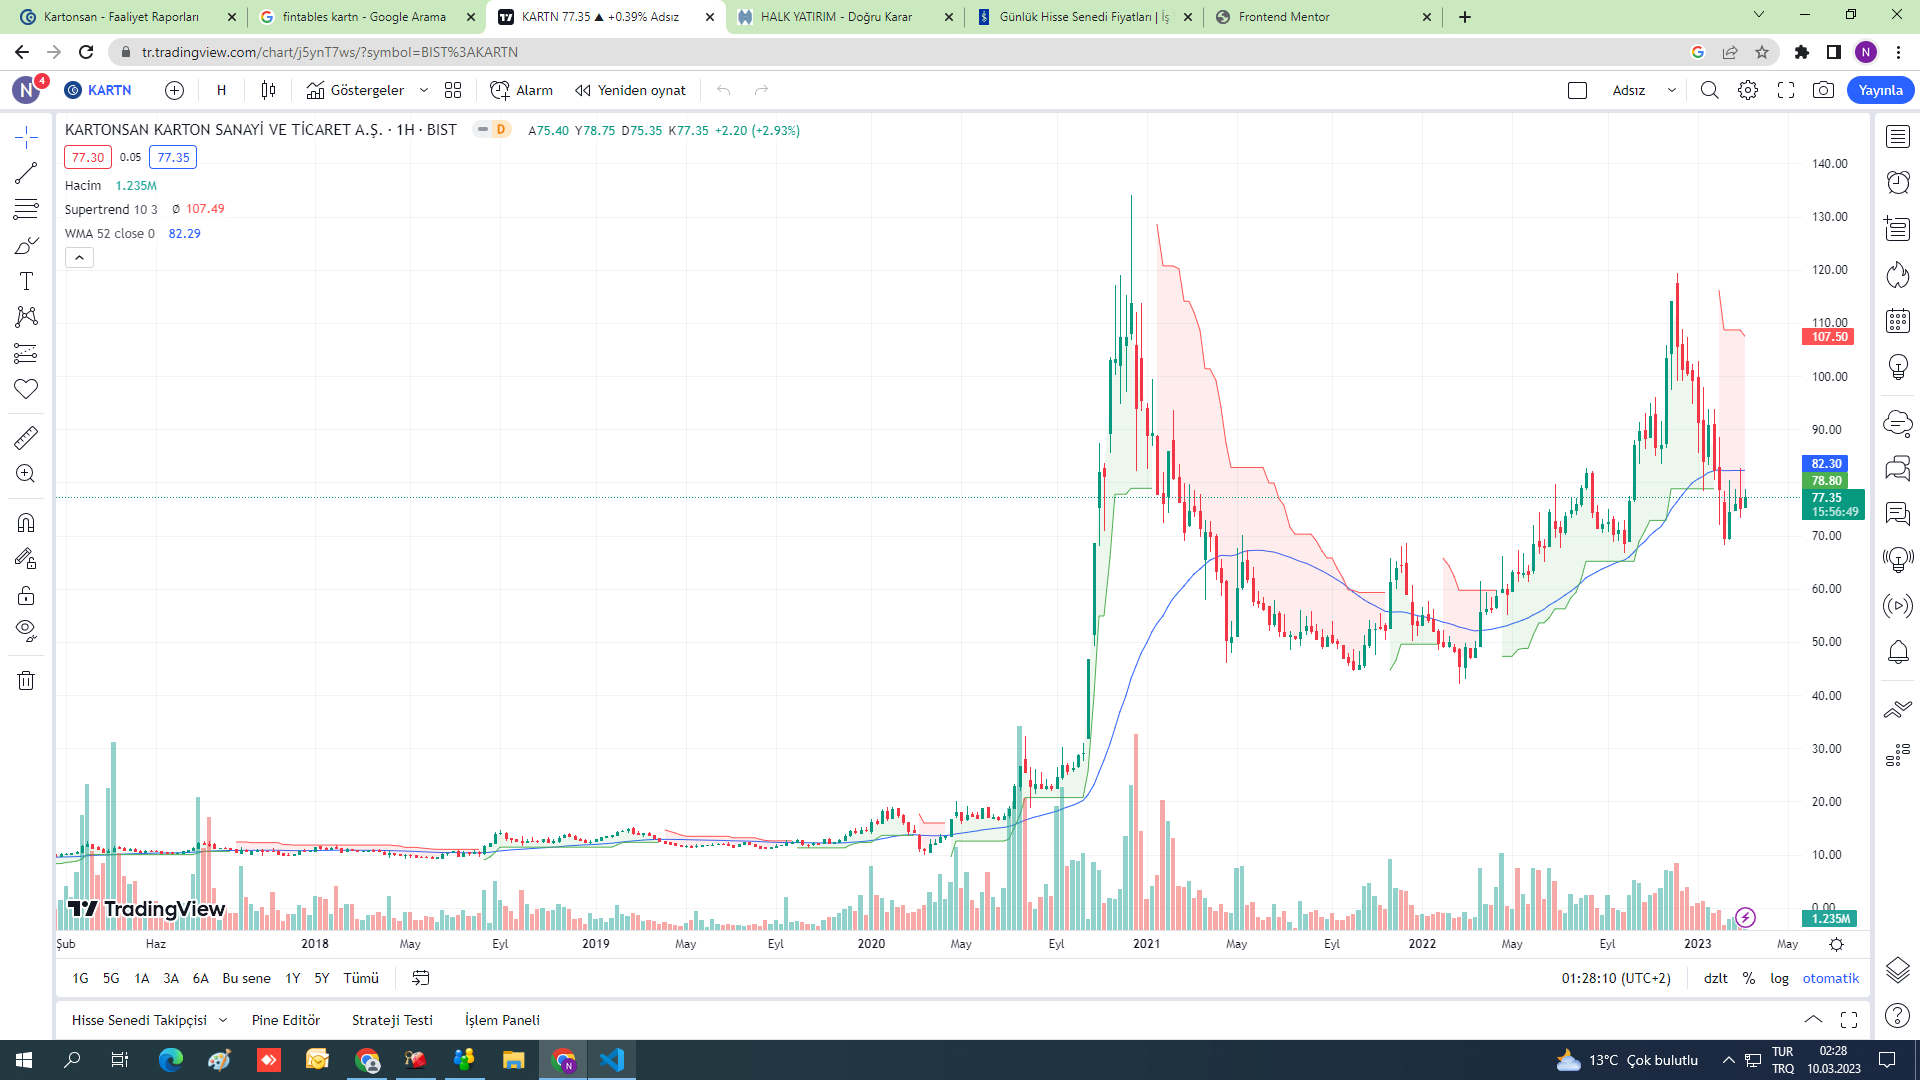 Kartonsan - Faaliyet Raporları
fintables kartn - Google Arama
KARTN 77.35 ▲ +0.39% Adsız
HALK YATIRIM - Doğru Karar
Günlük Hisse Senedi Fiyatları | İş
Frontend Mentor
tr.tradingview.com/chart/j5ynT7ws/?symbol=BIST%3AKARTN
N
N 4
KARTN
H
Göstergeler
Alarm
Yeniden oynat
Adsız
Yayınla
KARTONSAN KARTON SANAYİ VE TİCARET A.Ş. · 1H · BIST
D
A75.40 Y78.75 D75.35 K77.35 +2.20 (+2.93%)
77.30 0.05 77.35
Hacim 1.235M
Supertrend 10 3 Ø 107.49
WMA 52 close 0 82.29
140.00
130.00
120.00
110.00
107.50
100.00
90.00
82.30
78.80
77.35
15:56:49
70.00
60.00
50.00
40.00
30.00
20.00
10.00
0.00
1.235M
TradingView
Şub Haz 2018 May Eyl 2019 May Eyl 2020 May Eyl 2021 May Eyl 2022 May Eyl 2023 May
1G 5G 1A 3A 6A Bu sene 1Y 5Y Tümü
01:28:10 (UTC+2) dzlt % log otomatik
Hisse Senedi Takipçisi Pine Editör Strateji Testi İşlem Paneli
13°C Çok bulutlu
TUR
TRQ
02:28
10.03.2023